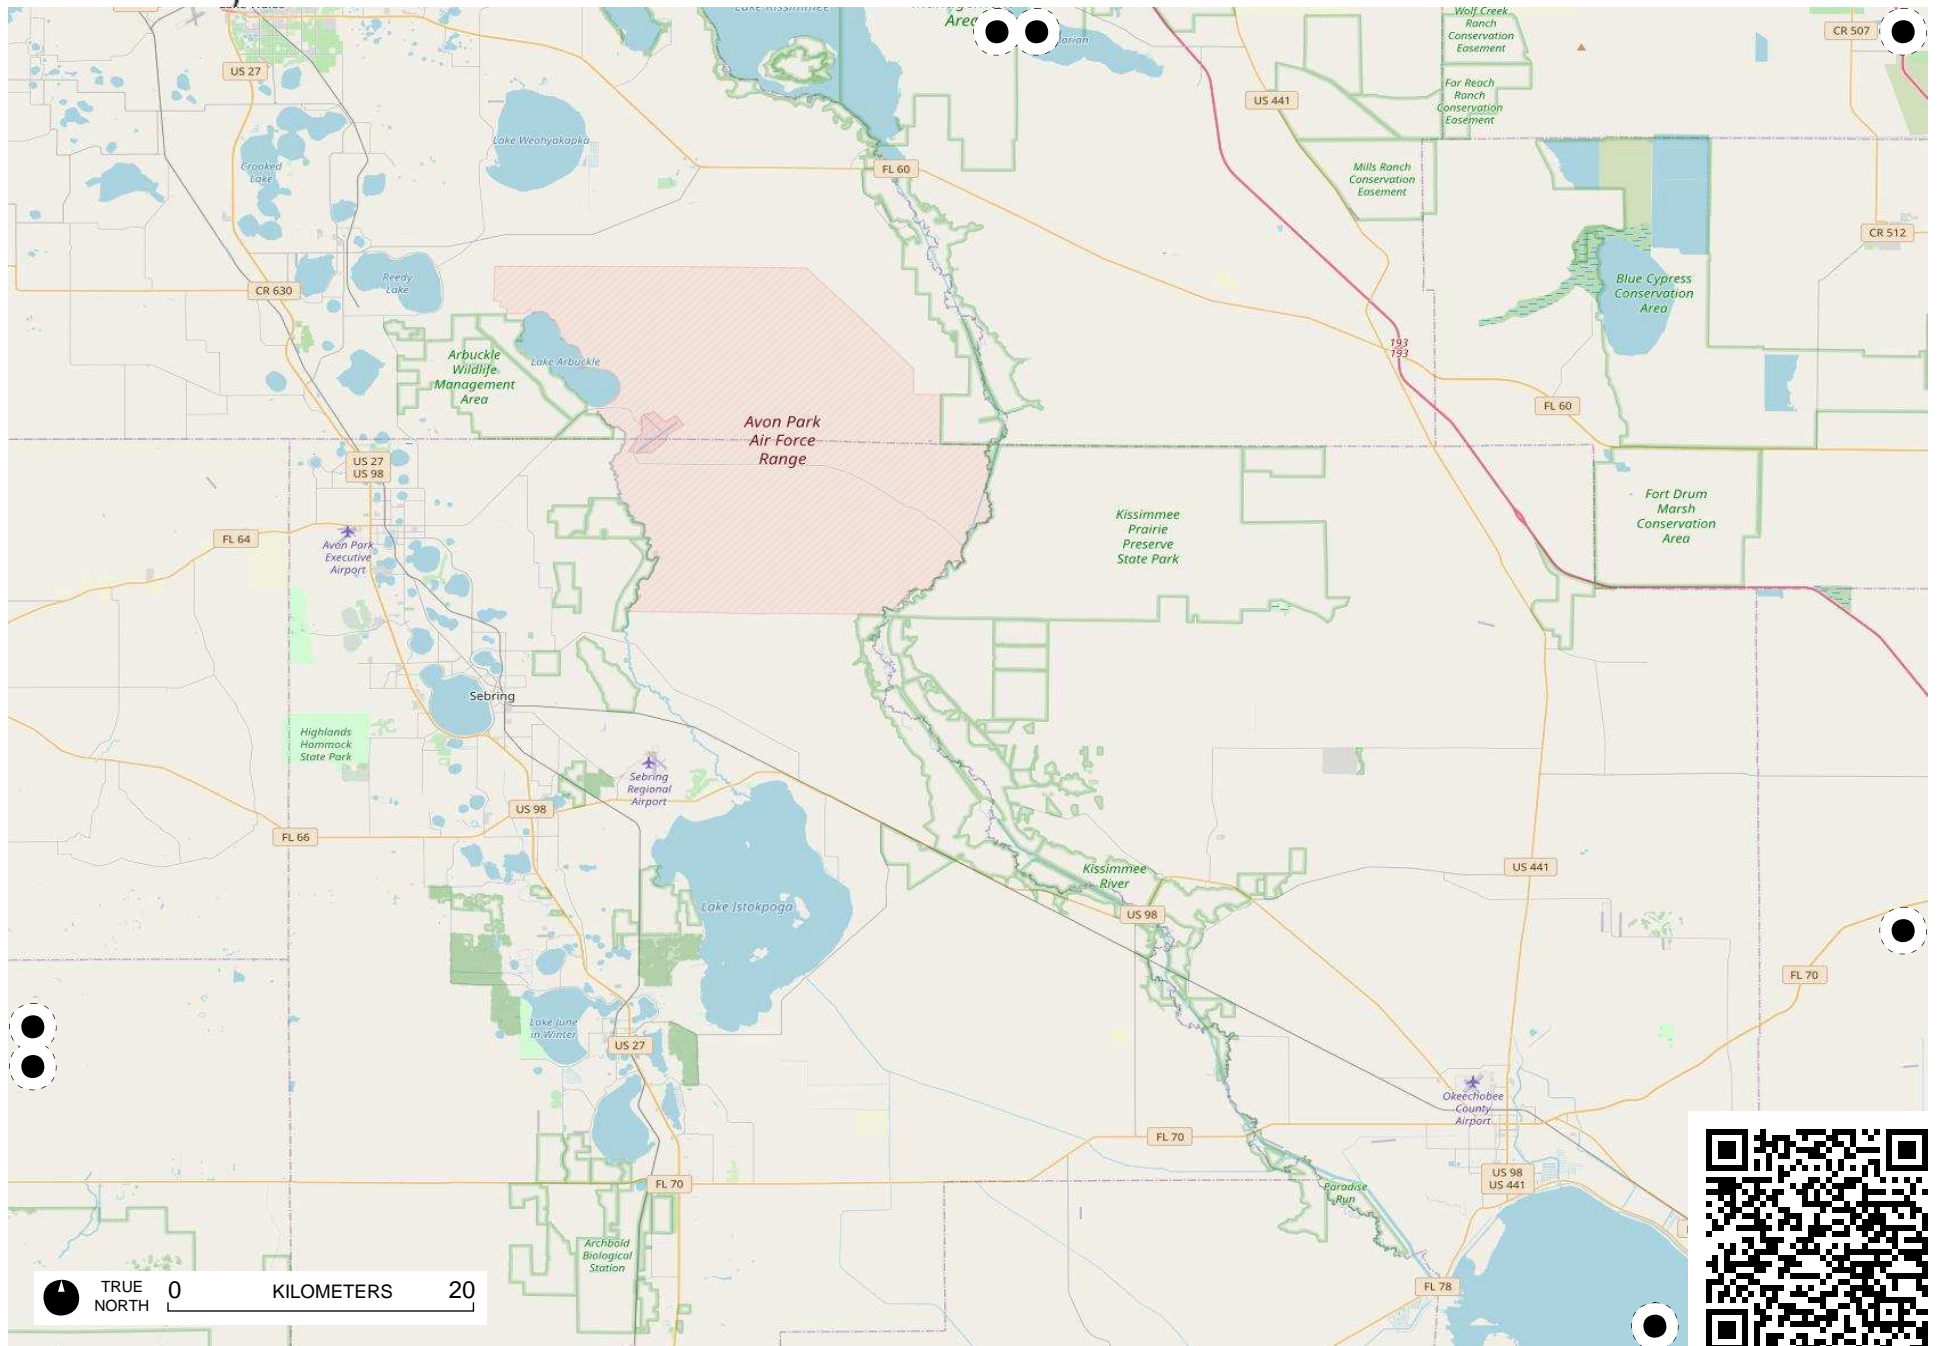 Lake Kissimmee
Area
Wolf Creek
Ranch
Conservation
Easement
CR 507
US 27
Far Reach
Ranch
Conservation
Easement
US 441
Lake Weohyakapka
Crooked
Lake
FL 60
Mills Ranch
Conservation
Easement
CR 512
Reedy
Lake
CR 630
Blue Cypress
Conservation
Area
193
193
Arbuckle
Wildlife
Management
Area
Lake Arbuckle
FL 60
Avon Park
Air Force
Range
US 27
US 98
Kissimmee
Prairie
Preserve
State Park
Fort Drum
Marsh
Conservation
Area
FL 64
Avon Park
Executive
Airport
Sebring
Highlands
Hammock
State Park
Sebring
Regional
Airport
US 98
FL 66
Kissimmee
River
US 441
Lake Istokpoga
US 98
FL 70
Lake June
in Winter
US 27
Okeechobee
County
Airport
FL 70
US 98
US 441
FL 70
Paradise
Run
Archbold
Biological
Station
FL 78
TRUE
NORTH
0 KILOMETERS 20